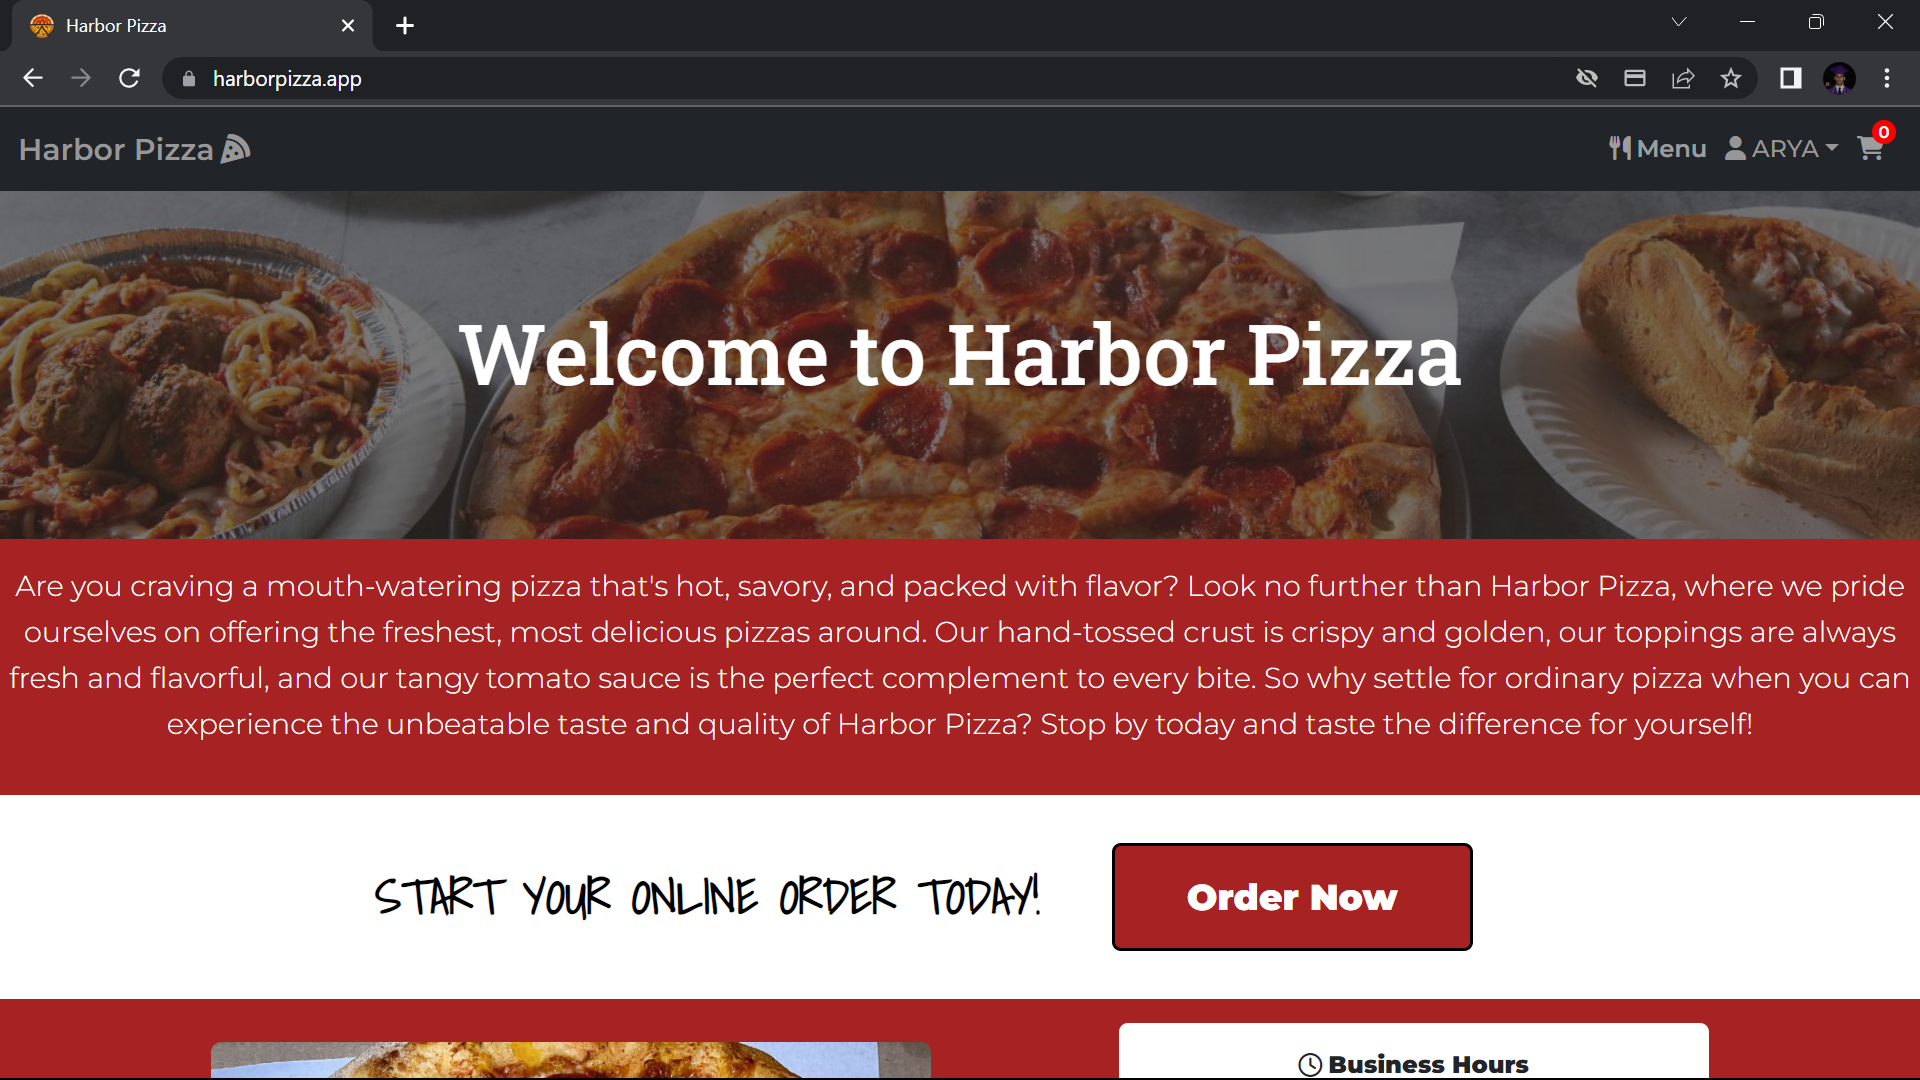 Harbor Pizza
harborpizza.app
Harbor Pizza
Menu ARYA 0
Welcome to Harbor Pizza
Are you craving a mouth-watering pizza that's hot, savory, and packed with flavor? Look no further than Harbor Pizza, where we pride
ourselves on offering the freshest, most delicious pizzas around. Our hand-tossed crust is crispy and golden, our toppings are always
fresh and flavorful, and our tangy tomato sauce is the perfect complement to every bite. So why settle for ordinary pizza when you can
experience the unbeatable taste and quality of Harbor Pizza? Stop by today and taste the difference for yourself!
START YOUR ONLINE ORDER TODAY!
Order Now
Business Hours